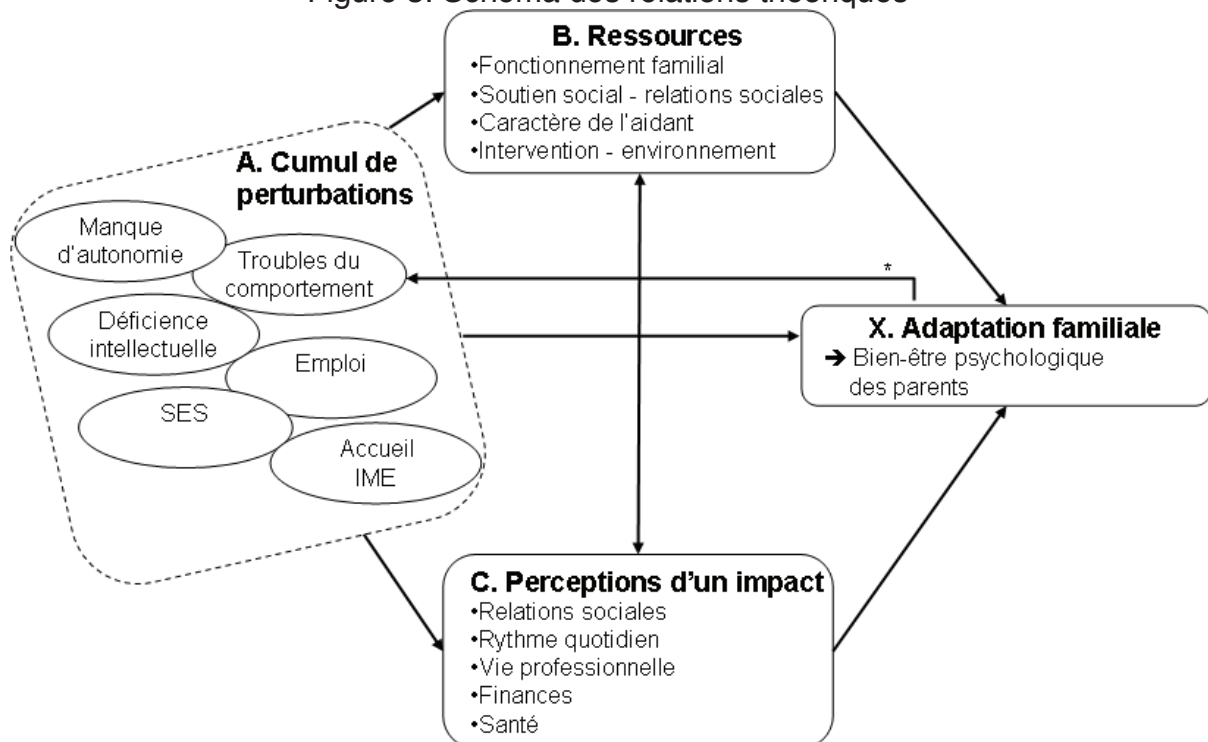 B. Ressources
•Fonctionnement familial
•Soutien social - relations sociales
•Caractère de l'aidant
•Intervention - environnement
A. Cumul de
perturbations
Manque
d'autonomie
Troubles du
comportement
Déficience
intellectuelle
Emploi
SES
Accueil
IME
*
X. Adaptation familiale
➔ Bien-être psychologique
des parents
C. Perceptions d'un impact
•Relations sociales
•Rythme quotidien
•Vie professionnelle
•Finances
•Santé